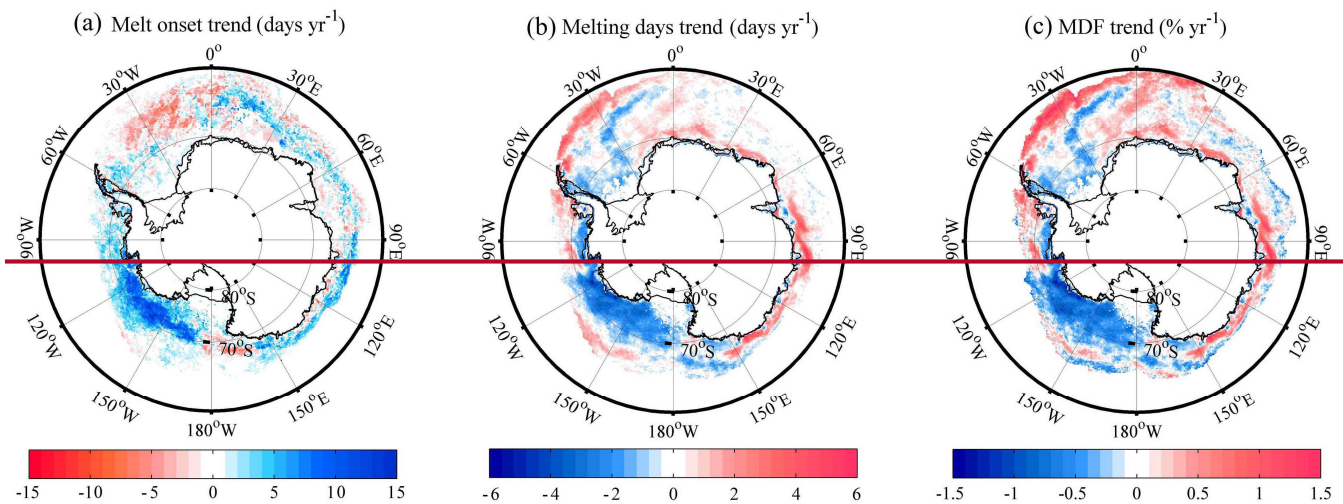 (a) Melt onset trend (days yr⁻¹)
0°
30°E
60°E
90°E
120°E
150°E
180°W
150°W
120°W
90°W
60°W
30°W
80°S
70°S
-15 -10 -5 0 5 10 15
(b) Melting days trend (days yr⁻¹)
0°
30°E
60°E
90°E
120°E
150°E
180°W
150°W
120°W
90°W
60°W
30°W
80°S
70°S
-6 -4 -2 0 2 4 6
(c) MDF trend (% yr⁻¹)
0°
30°E
60°E
90°E
120°E
150°E
180°W
150°W
120°W
90°W
60°W
30°W
80°S
70°S
-1.5 -1 -0.5 0 0.5 1 1.5